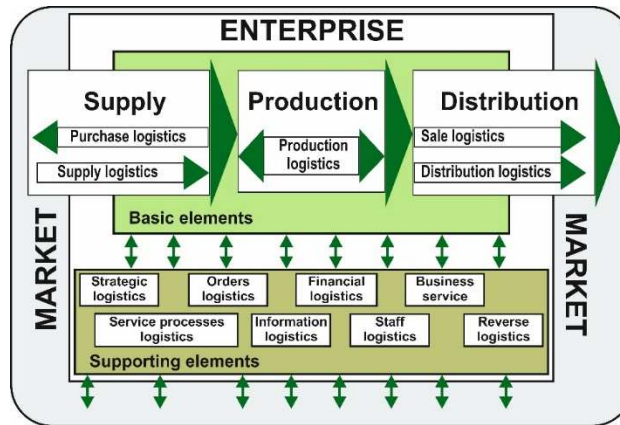 ENTERPRISE
Supply
Production
Distribution
Purchase logistics
Supply logistics
Production
logistics
Sale logistics
Distribution logistics
Basic elements
MARKET
MARKET
Strategic
logistics
Orders
logistics
Financial
logistics
Business
service
Service processes
logistics
Information
logistics
Staff
logistics
Reverse
logistics
Supporting elements